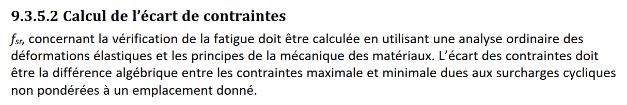 9.3.5.2 Calcul de l’écart de contraintes
fsr, concernant la vérification de la fatigue doit être calculée en utilisant une analyse ordinaire des
déformations élastiques et les principes de la mécanique des matériaux. L’écart des contraintes doit
être la différence algébrique entre les contraintes maximale et minimale dues aux surcharges cycliques
non pondérées à un emplacement donné.